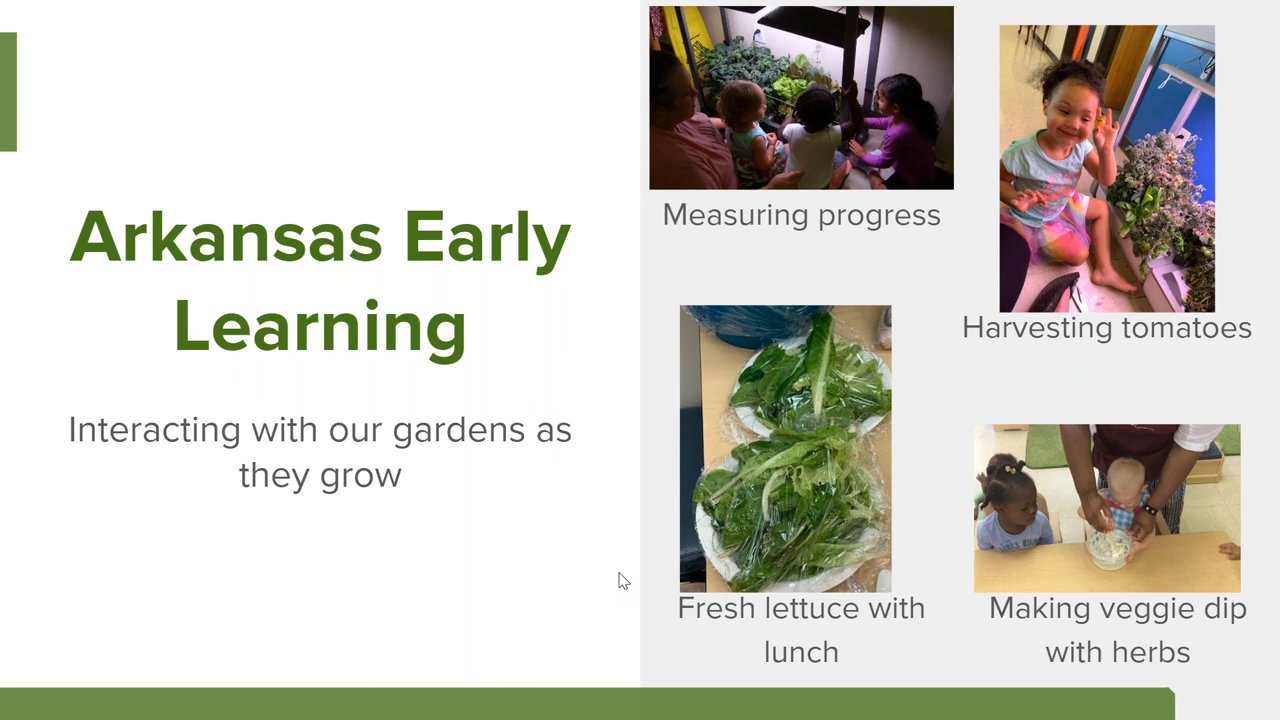 Arkansas Early
Learning
Interacting with our gardens as
they grow
Measuring progress
Harvesting tomatoes
Fresh lettuce with
lunch
Making veggie dip
with herbs